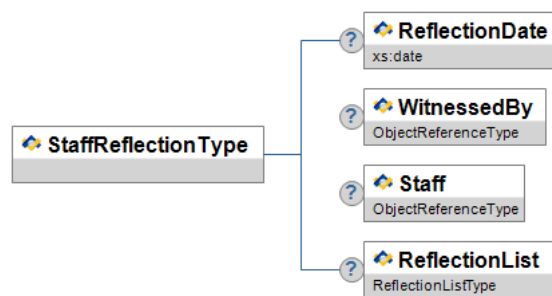 ?
ReflectionDate
xs:date
?
WitnessedBy
ObjectReferenceType
StaffReflectionType
?
Staff
ObjectReferenceType
?
ReflectionList
ReflectionListType